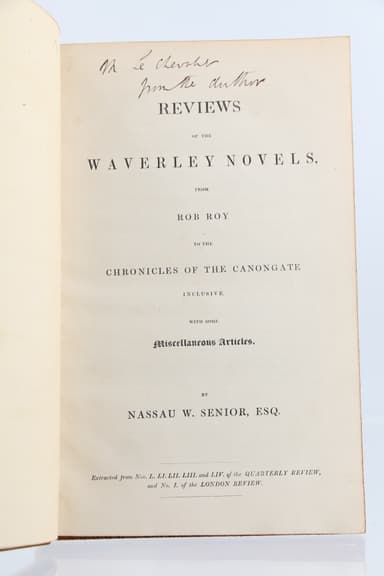 M Le Chevalier
from the Author
REVIEWS
OF THE
WAVERLEY NOVELS,
FROM
ROB ROY
TO THE
CHRONICLES OF THE CANONGATE
INCLUSIVE.
WITH SOME
Miscellaneous Articles.
BY
NASSAU W. SENIOR, ESQ.
Extracted from Nos. L. LI. LII. LIII. and LIV. of the QUARTERLY REVIEW,
and No. I. of the LONDON REVIEW.